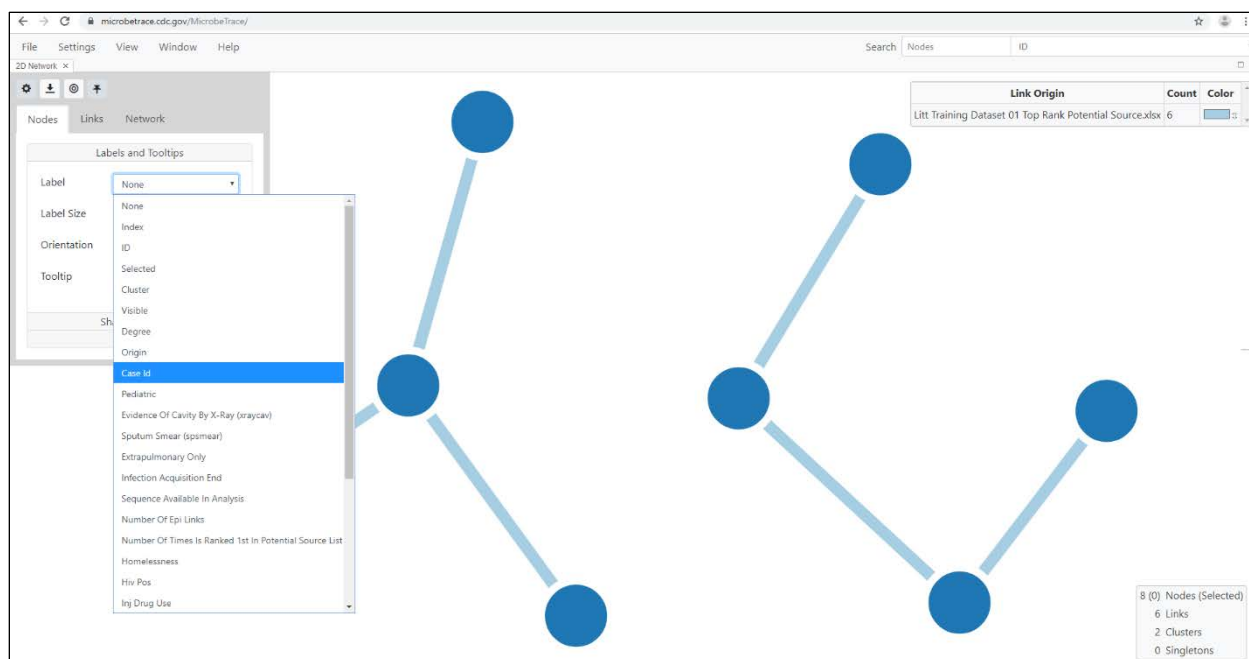 microbetrace.cdc.gov/MicrobeTrace/
File Settings View Window Help Search Nodes ID
2D Network ×
Nodes Links Network
Labels and Tooltips
Label None
Label Size
Orientation
Tooltip
None
Index
ID
Selected
Cluster
Visible
Degree
Origin
Case Id
Pediatric
Evidence Of Cavity By X-Ray (xraycav)
Sputum Smear (spsmear)
Extrapulmonary Only
Infection Acquisition End
Sequence Available In Analysis
Number Of Epi Links
Number Of Times Is Ranked 1st In Potential Source List
Homelessness
Hiv Pos
Inj Drug Use
Link Origin Count Color
Litt Training Dataset 01 Top Rank Potential Source.xlsx 6
8 (0) Nodes (Selected)
6 Links
2 Clusters
0 Singletons